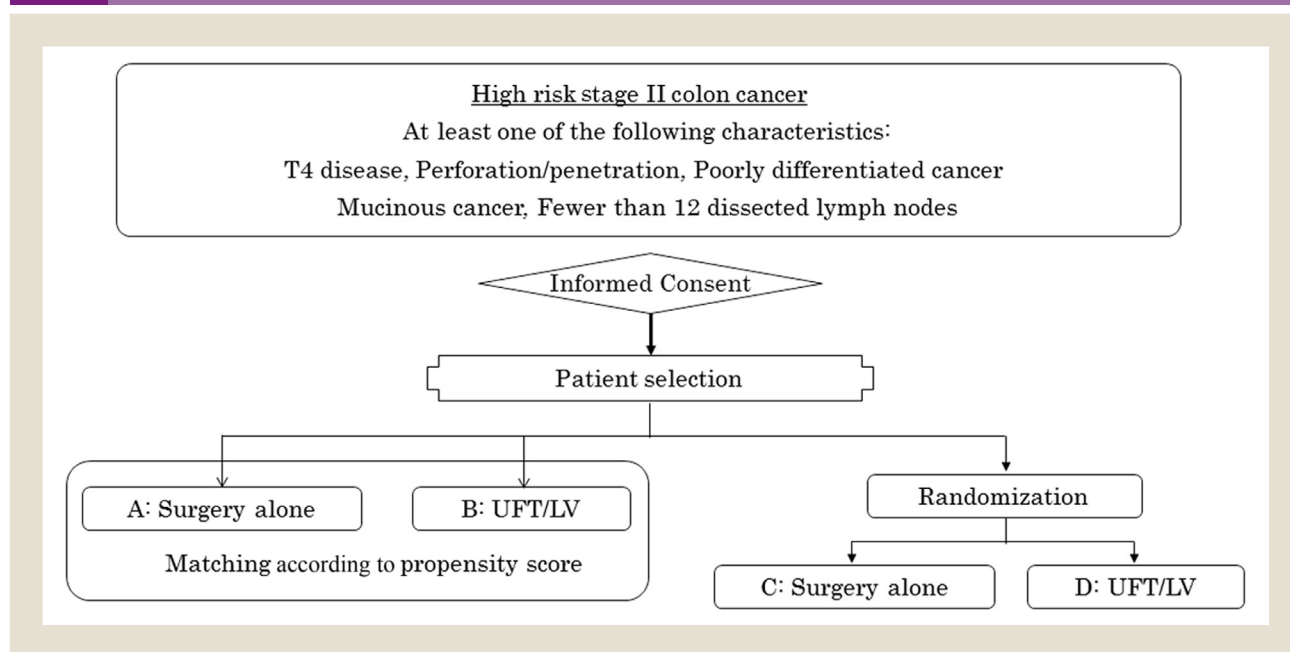 High risk stage II colon cancer
At least one of the following characteristics:
T4 disease, Perforation/penetration, Poorly differentiated cancer
Mucinous cancer, Fewer than 12 dissected lymph nodes
Informed Consent
Patient selection
A: Surgery alone
B: UFT/LV
Matching according to propensity score
Randomization
C: Surgery alone
D: UFT/LV